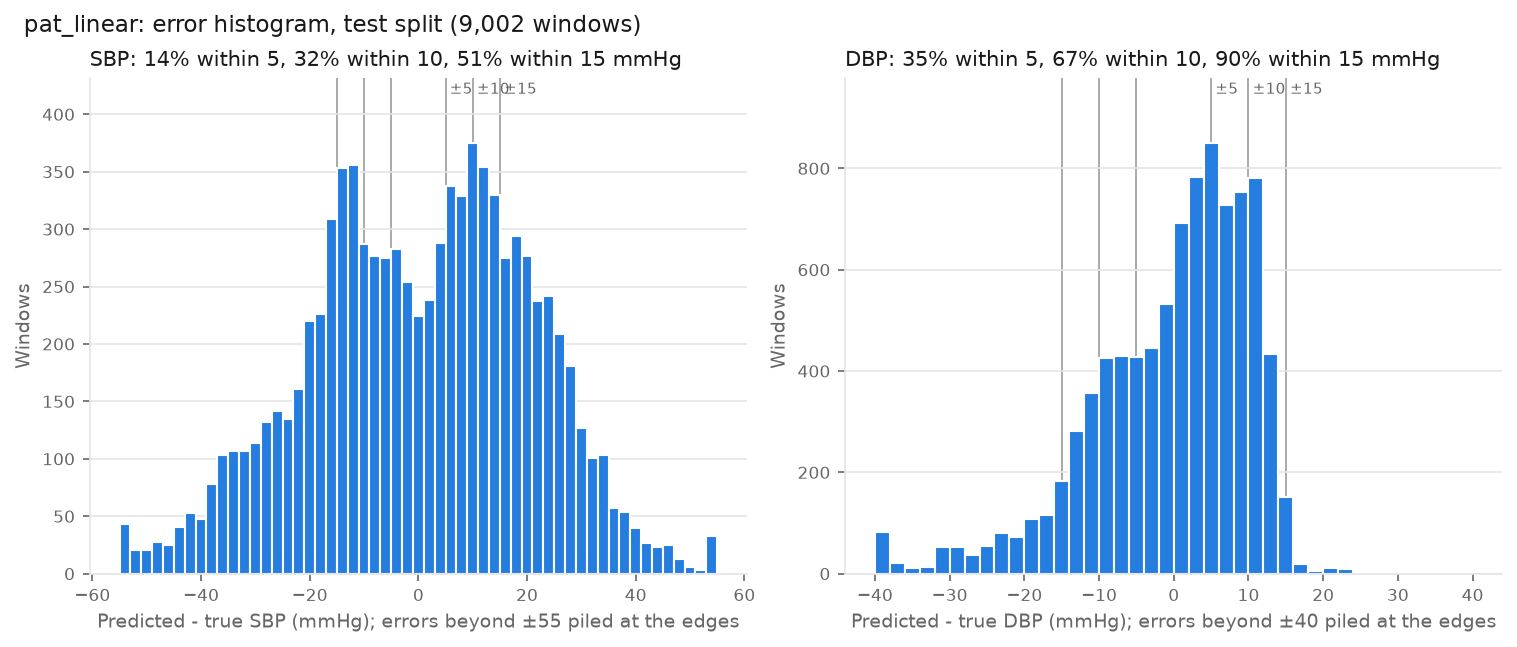 pat_linear: error histogram, test split (9,002 windows)
SBP: 14% within 5, 32% within 10, 51% within 15 mmHg
±5 ±10 ±15
400
350
300
250
200
150
100
50
0
Windows
−60 −40 −20 0 20 40 60
Predicted - true SBP (mmHg); errors beyond ±55 piled at the edges
DBP: 35% within 5, 67% within 10, 90% within 15 mmHg
±5 ±10 ±15
800
600
400
200
0
Windows
−40 −30 −20 −10 0 10 20 30 40
Predicted - true DBP (mmHg); errors beyond ±40 piled at the edges